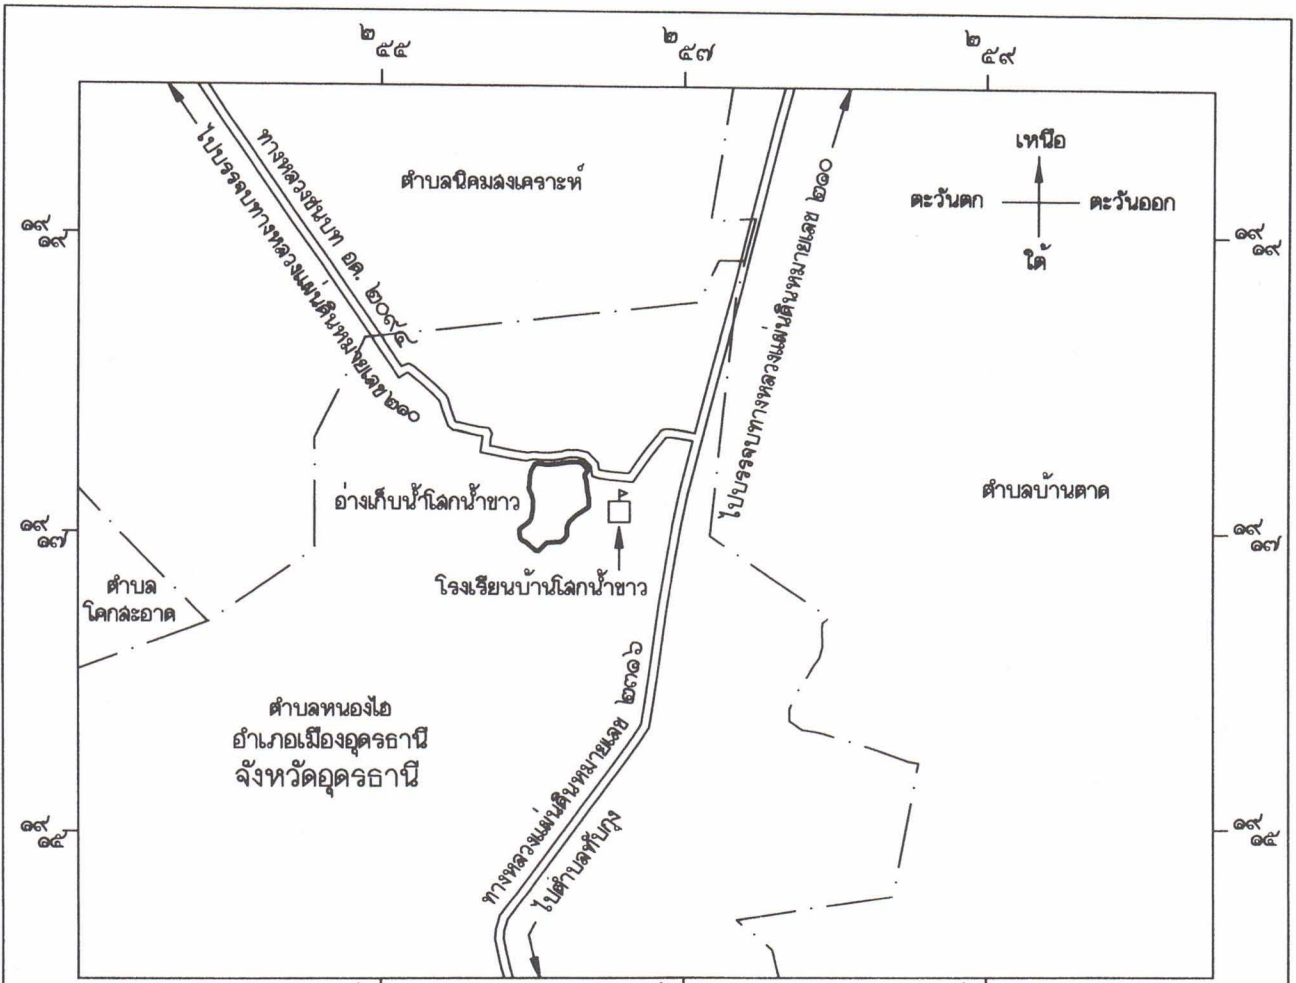 ๒๕๕
๒๕๗
๒๕๙
เหนือ
ตะวันตก
ตะวันออก
ใต้
ตำบลนิคมสงเคราะห์
ทางหลวงชนบท อด. ๒๐๙๔
ไปบรรจบทางหลวงแผ่นดินหมายเลข ๒๑๐
ไปบรรจบทางหลวงแผ่นดินหมายเลข ๒๑๐
๑๙๑๙
๑๙๑๙
อ่างเก็บน้ำโสกน้ำขาว
ตำบลบ้านตาด
๑๙๑๗
๑๙๑๗
โรงเรียนบ้านโสกน้ำขาว
ตำบล
โคกสะอาด
ตำบลหนองไฮ
อำเภอเมืองอุดรธานี
จังหวัดอุดรธานี
ทางหลวงแผ่นดินหมายเลข ๒๓๑๖
ไปตำบลทับกุง
๑๙๑๕
๑๙๑๕